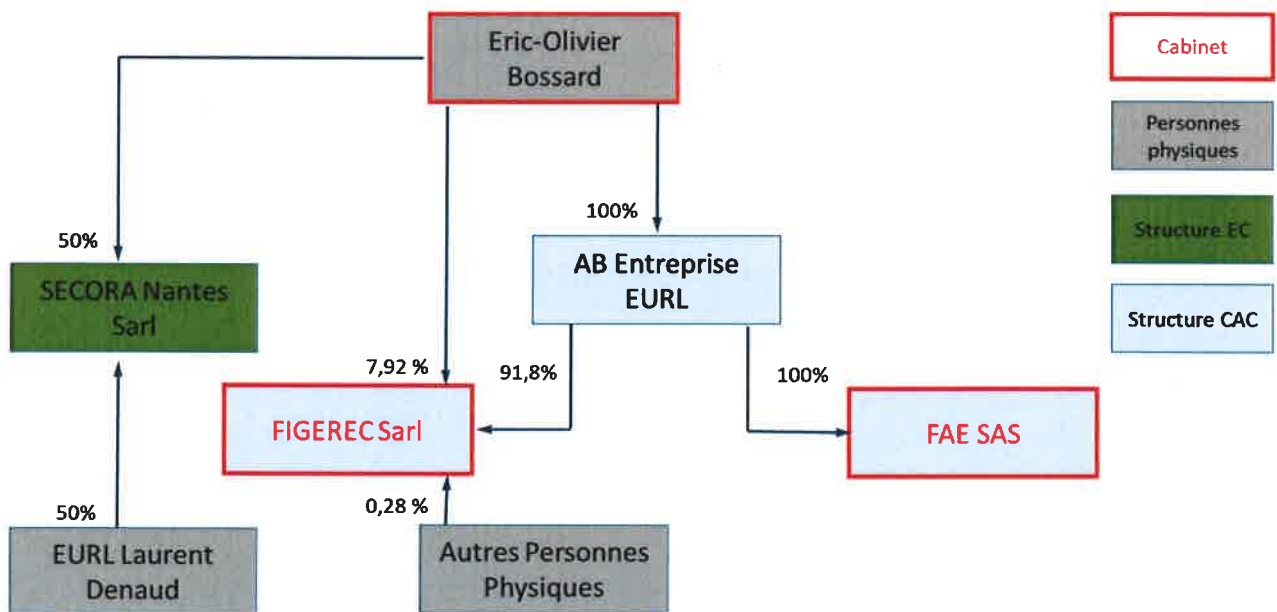 Eric-Olivier
Bossard
Cabinet
Personnes
physiques
100%
50%
Structure EC
AB Entreprise
EURL
SECORA Nantes
Sarl
Structure CAC
7,92 %
91,8%
100%
FIGEREC Sarl
FAE SAS
50%
0,28 %
EURL Laurent
Denaud
Autres Personnes
Physiques